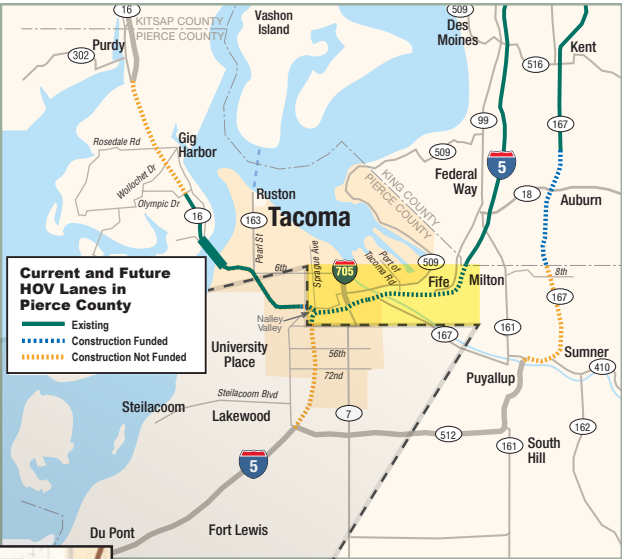 16
KITSAP COUNTY
PIERCE COUNTY
Vashon
Island
509
Des
Moines
Purdy
302
Kent
516
Rosedale Rd
Gig
Harbor
99
167
Wollochet Dr
509
5
Federal
Way
KING COUNTY
PIERCE COUNTY
18
Auburn
Olympic Dr
16
Ruston
163
Tacoma
Pearl St
Sprague Ave
6th
705
Port of
Tacoma Rd
509
Fife
Milton
8th
167
Current and Future
HOV Lanes in
Pierce County
Existing
Construction Funded
Construction Not Funded
Nalley
Valley
167
161
University
Place
56th
72nd
Sumner
410
Puyallup
Steilacoom Blvd
Steilacoom
Lakewood
7
512
161
South
Hill
162
5
Du Pont
Fort Lewis